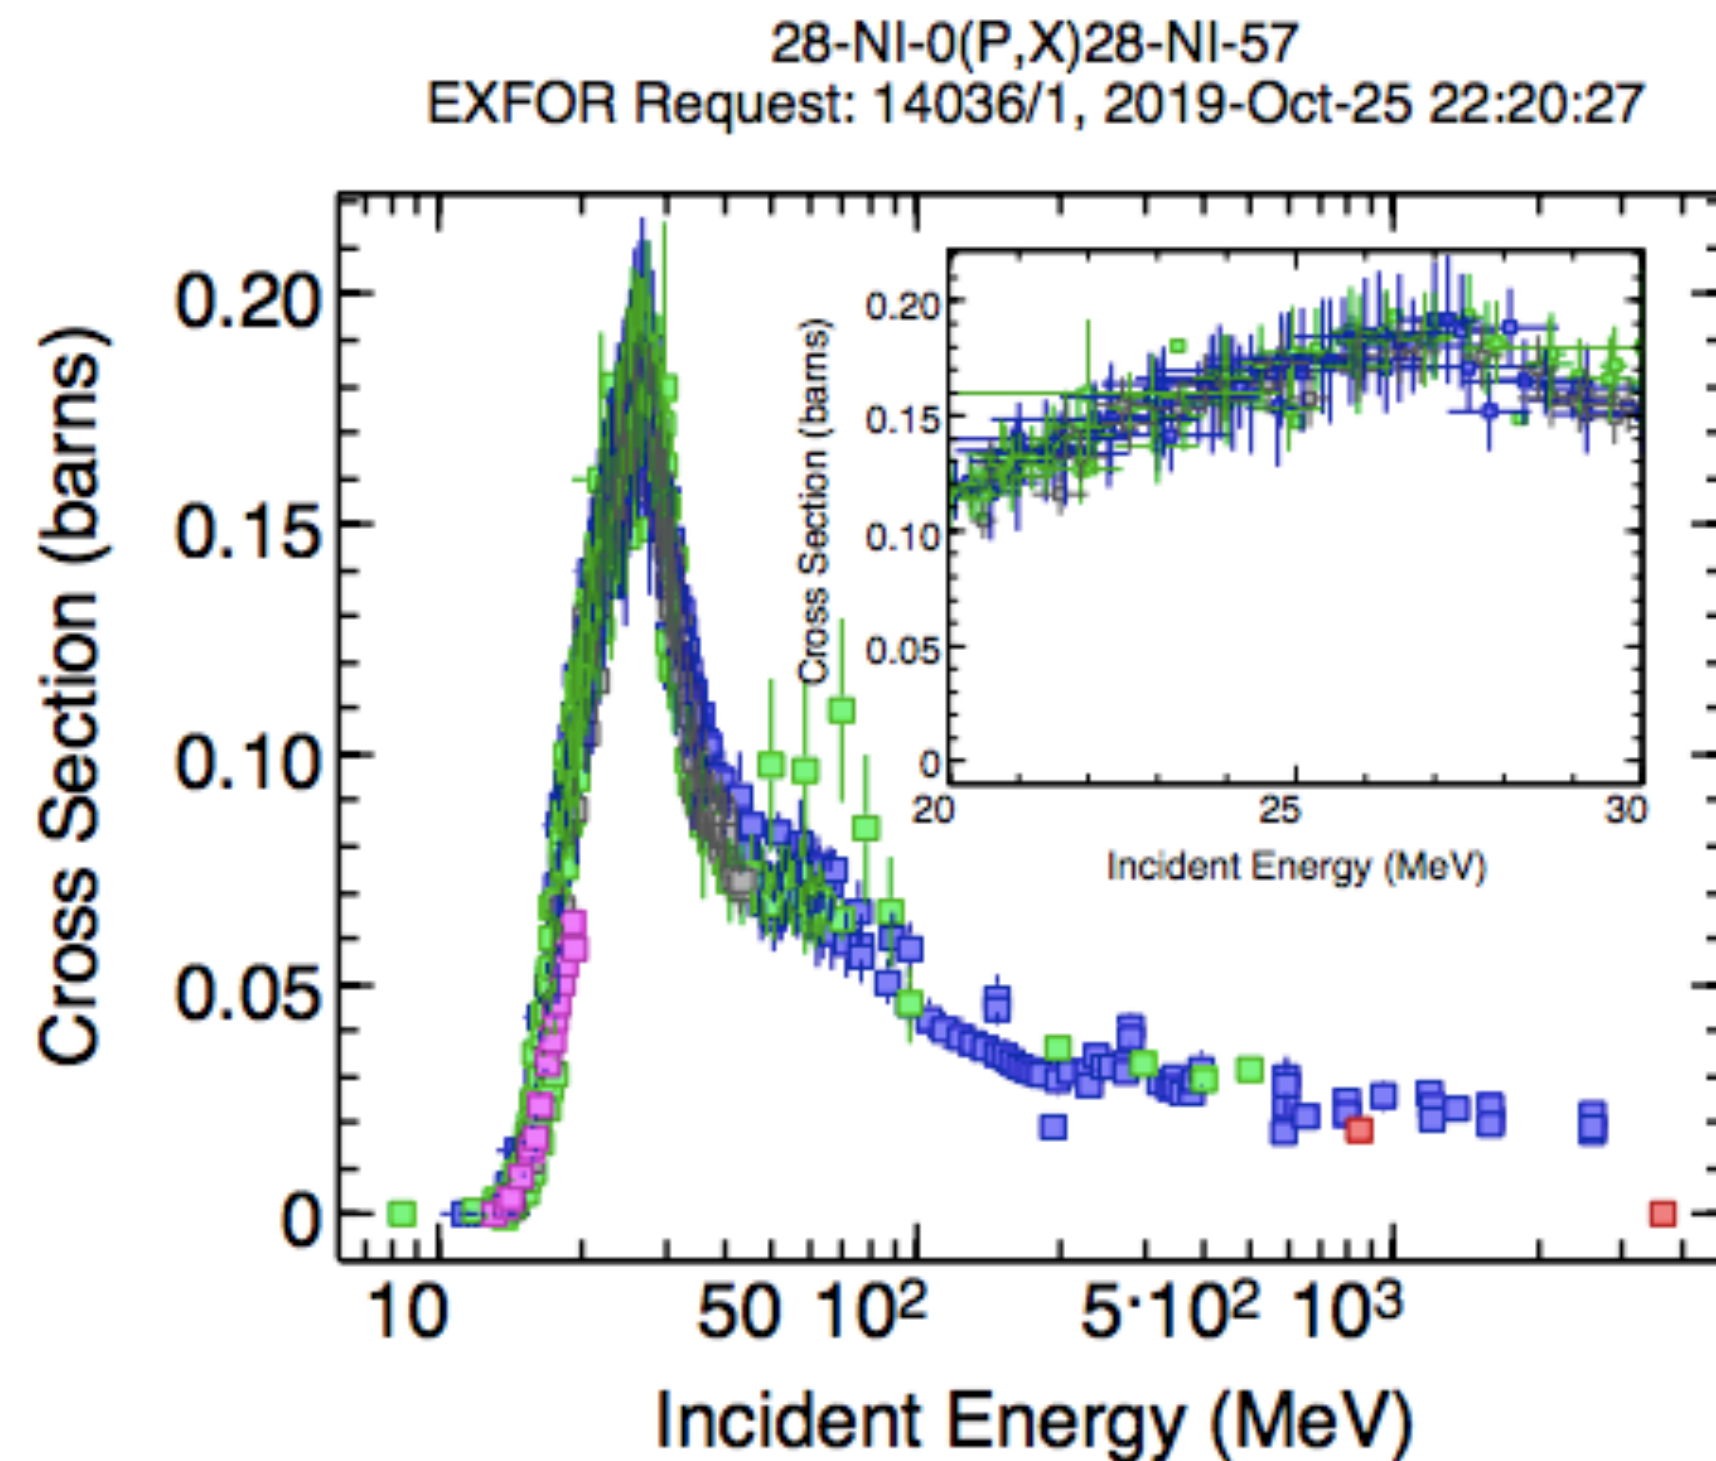 28-NI-0(P,X)28-NI-57
EXFOR Request: 14036/1, 2019-Oct-25 22:20:27
Cross Section (barns)
0.20
0.15
0.10
0.05
0
10 50 10² 5·10² 10³
Incident Energy (MeV)
Cross Section (barns)
0.20
0.15
0.10
0.05
0
20 25 30
Incident Energy (MeV)